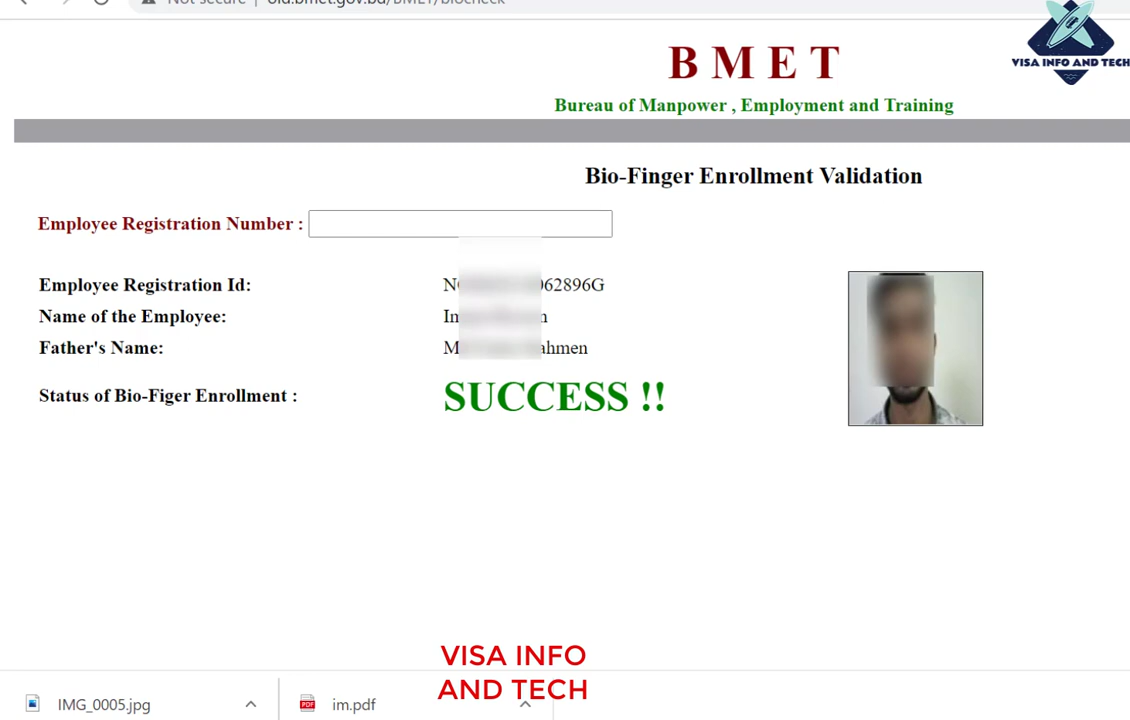 Not secure | old.bmet.gov.bd/BMET/biocheck
VISA INFO AND TECH
B M E T
Bureau of Manpower , Employment and Training
Bio-Finger Enrollment Validation
Employee Registration Number :
Employee Registration Id: 062896G
Name of the Employee:
Father's Name: ahmen
Status of Bio-Figer Enrollment : SUCCESS !!
VISA INFO
AND TECH
IMG_0005.jpg im.pdf